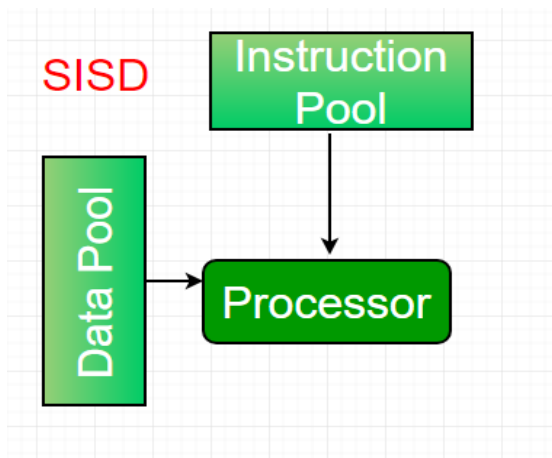 SISD
Instruction
Pool
Data Pool
Processor